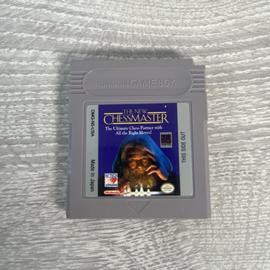 Nintendo GAME BOY
THE NEW
CHESSMASTER
The Ultimate Chess Partner with
All the Right Moves!
THIS SIDE OUT
Made in Japan